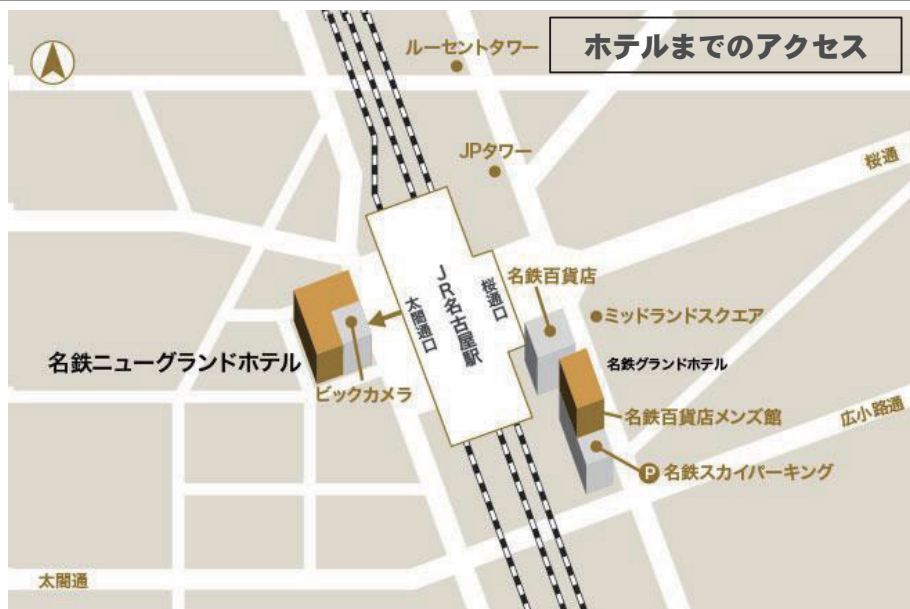 ホテルまでのアクセス
ルーセントタワー
JPタワー
桜通
名鉄百貨店
ミッドランドスクエア
JR名古屋駅
桜通口
太閤通口
名鉄ニューグランドホテル
名鉄グランドホテル
ビックカメラ
名鉄百貨店メンズ館
広小路通
P 名鉄スカイパーキング
太閤通